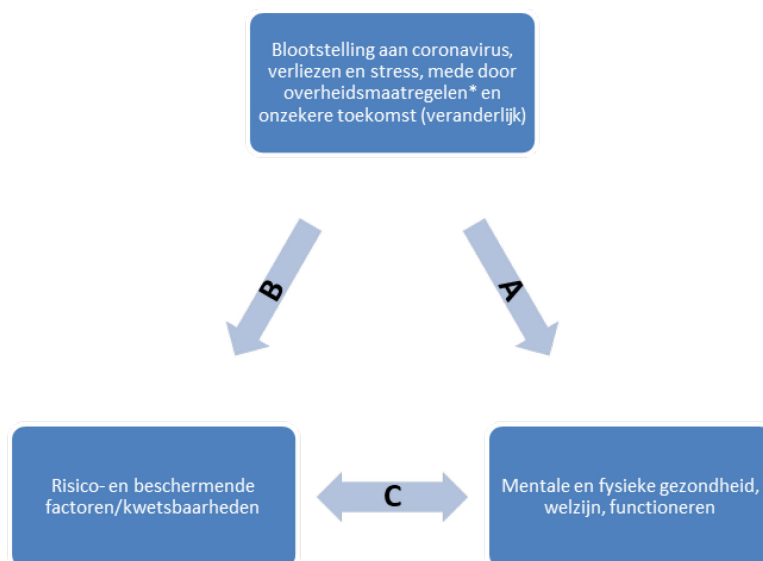 Blootstelling aan coronavirus,
verliezen en stress, mede door
overheidsmaatregelen* en
onzekere toekomst (veranderlijk)
B
A
Risico- en beschermende
factoren/kwetsbaarheden
C
Mentale en fysieke gezondheid,
welzijn, functioneren